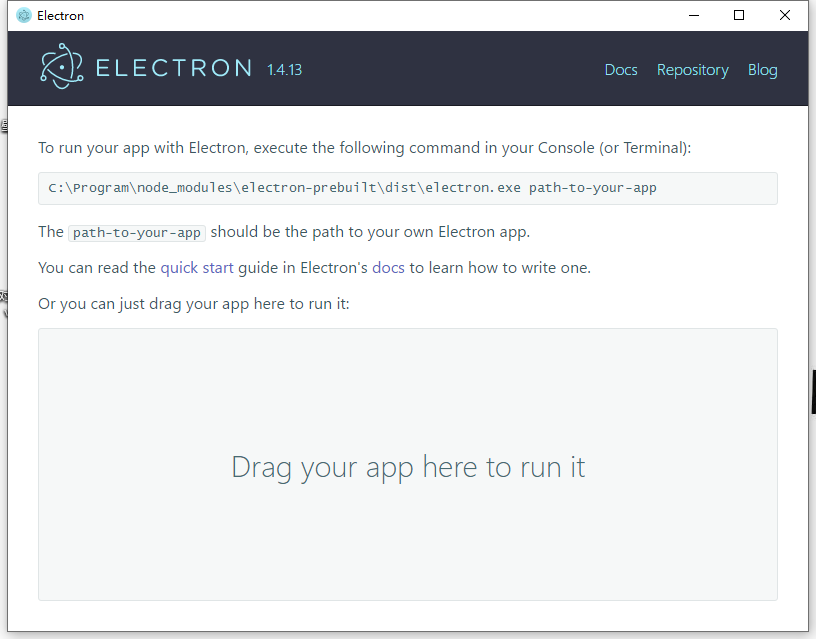 Electron
ELECTRON 1.4.13 Docs Repository Blog
To run your app with Electron, execute the following command in your Console (or Terminal):
C:\Program\node_modules\electron-prebuilt\dist\electron.exe path-to-your-app
The path-to-your-app should be the path to your own Electron app.
You can read the quick start guide in Electron's docs to learn how to write one.
Or you can just drag your app here to run it:
Drag your app here to run it